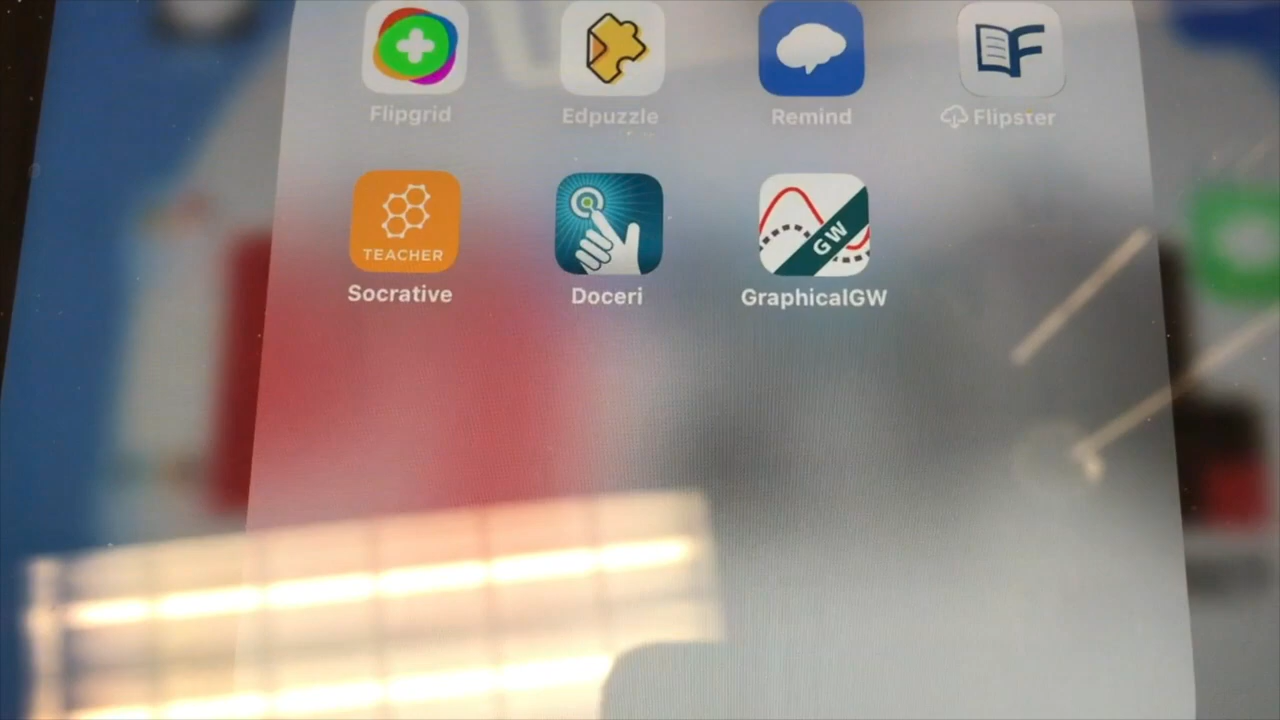 Flipgrid Edpuzzle Remind Flipster
TEACHER GW
Socrative Doceri GraphicalGW